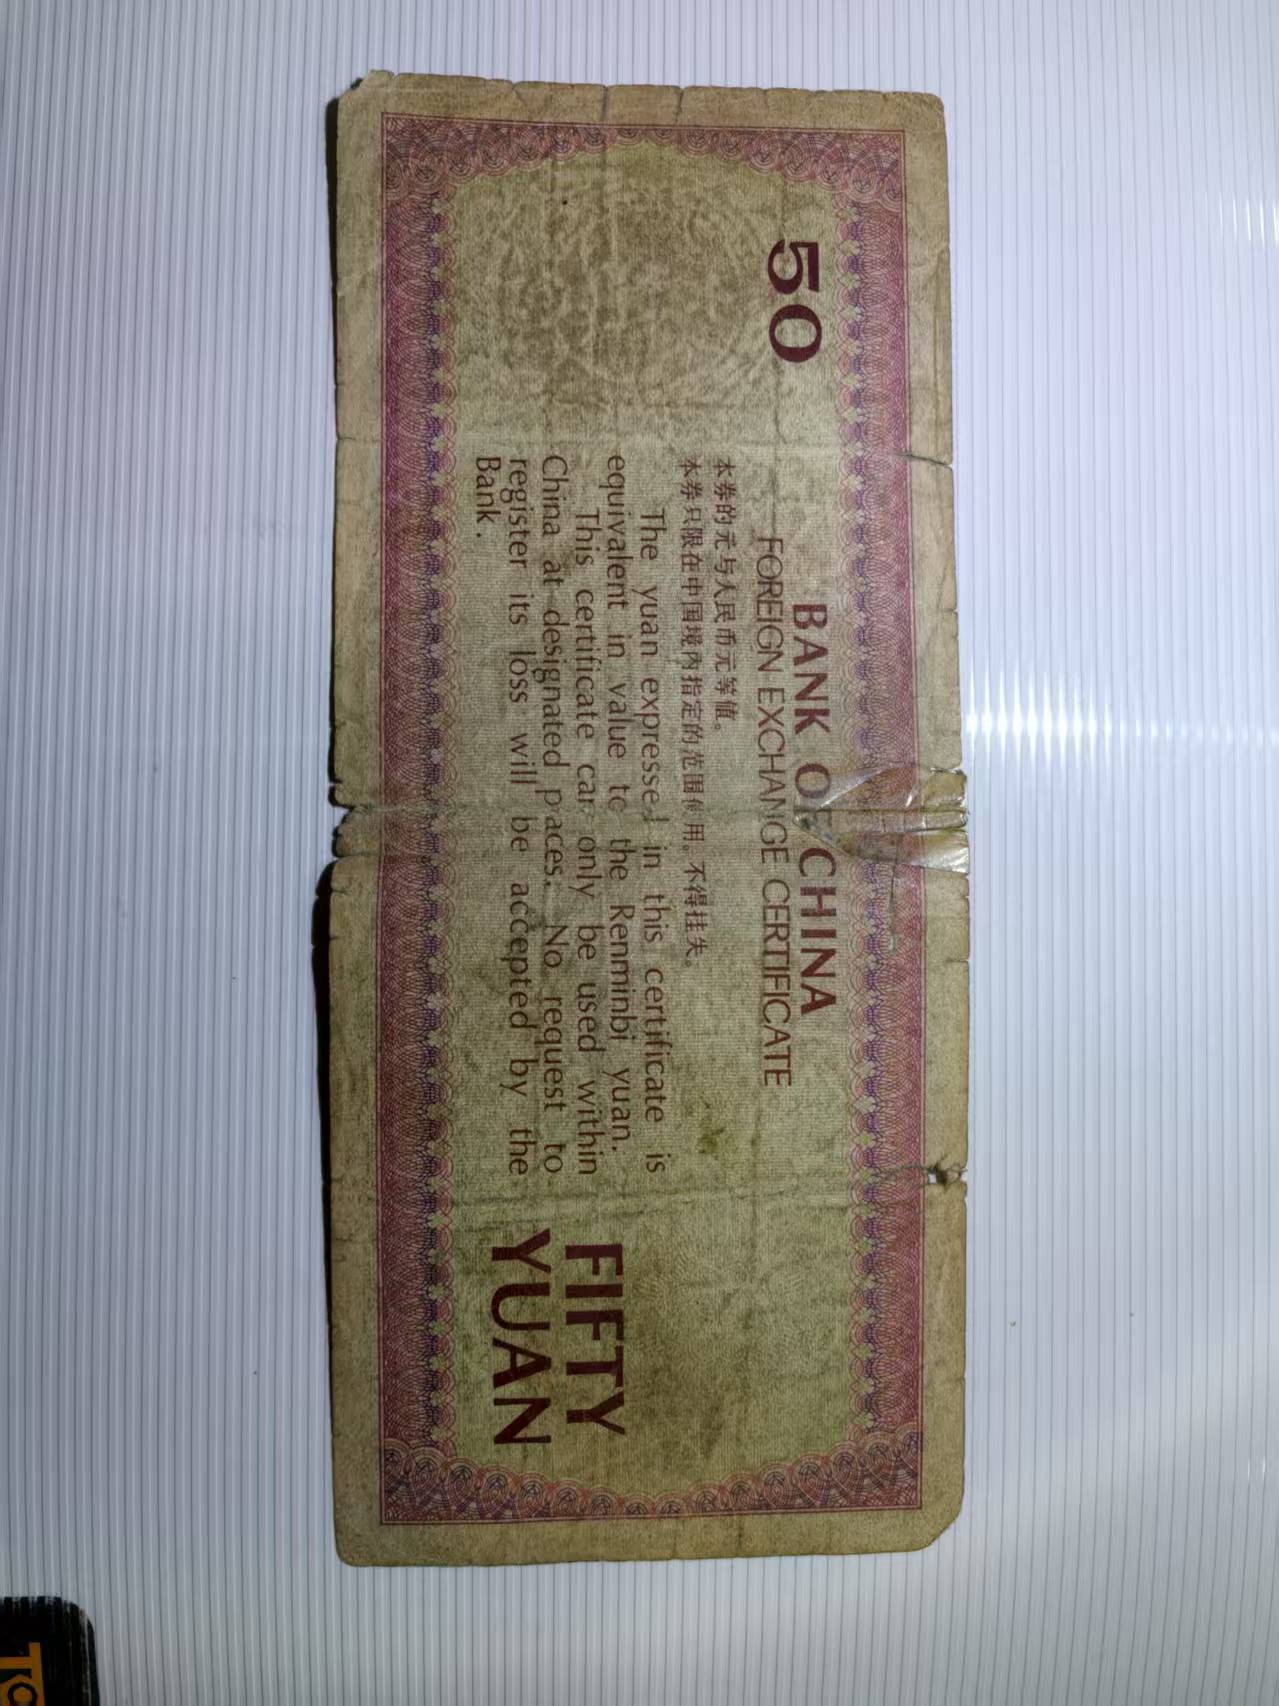 50
BANK OF CHINA
FOREIGN EXCHANGE CERTIFICATE
本券的元与人民币元等值。
本券只限在中国境内指定的范围使用。不得挂失。
The yuan expressed in this certificate is
equivalent in value to the Renminbi yuan.
This certificate can only be used within
China at designated places. No request to
register its loss will be accepted by the
Bank.
FIFTY
YUAN